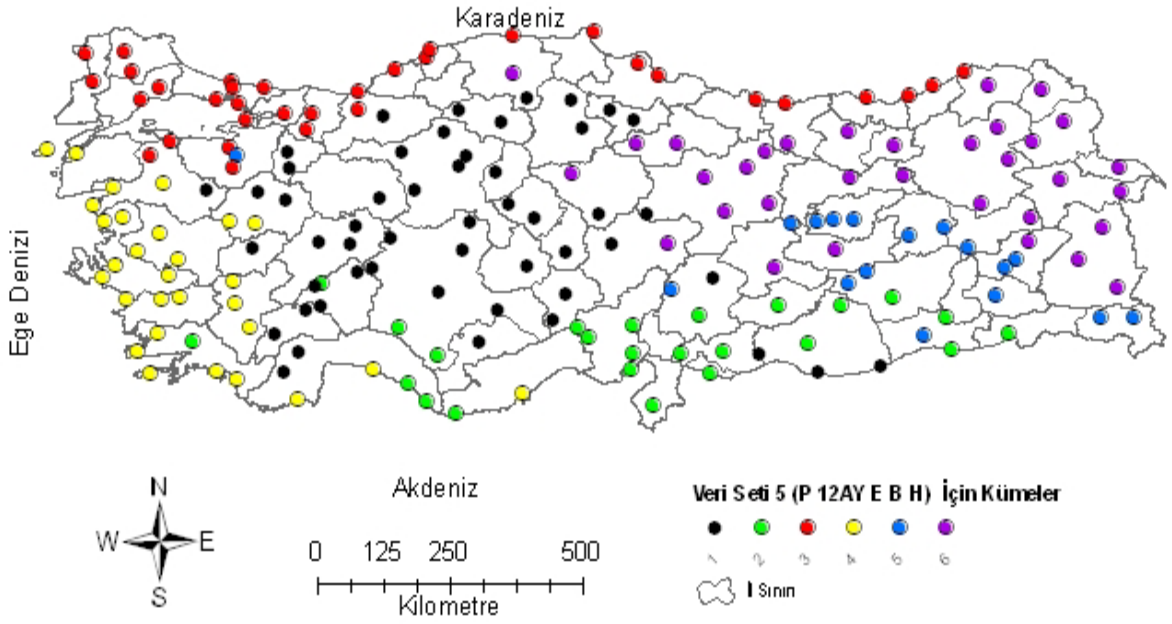 Karadeniz
Ege Denizi
Akdeniz
N
W E
S
0 125 250 500
Kilometre
Veri Seti 5 (P 12AY E B H) İçin Kümeler
1 2 3 4 5 6
İl Sınırı